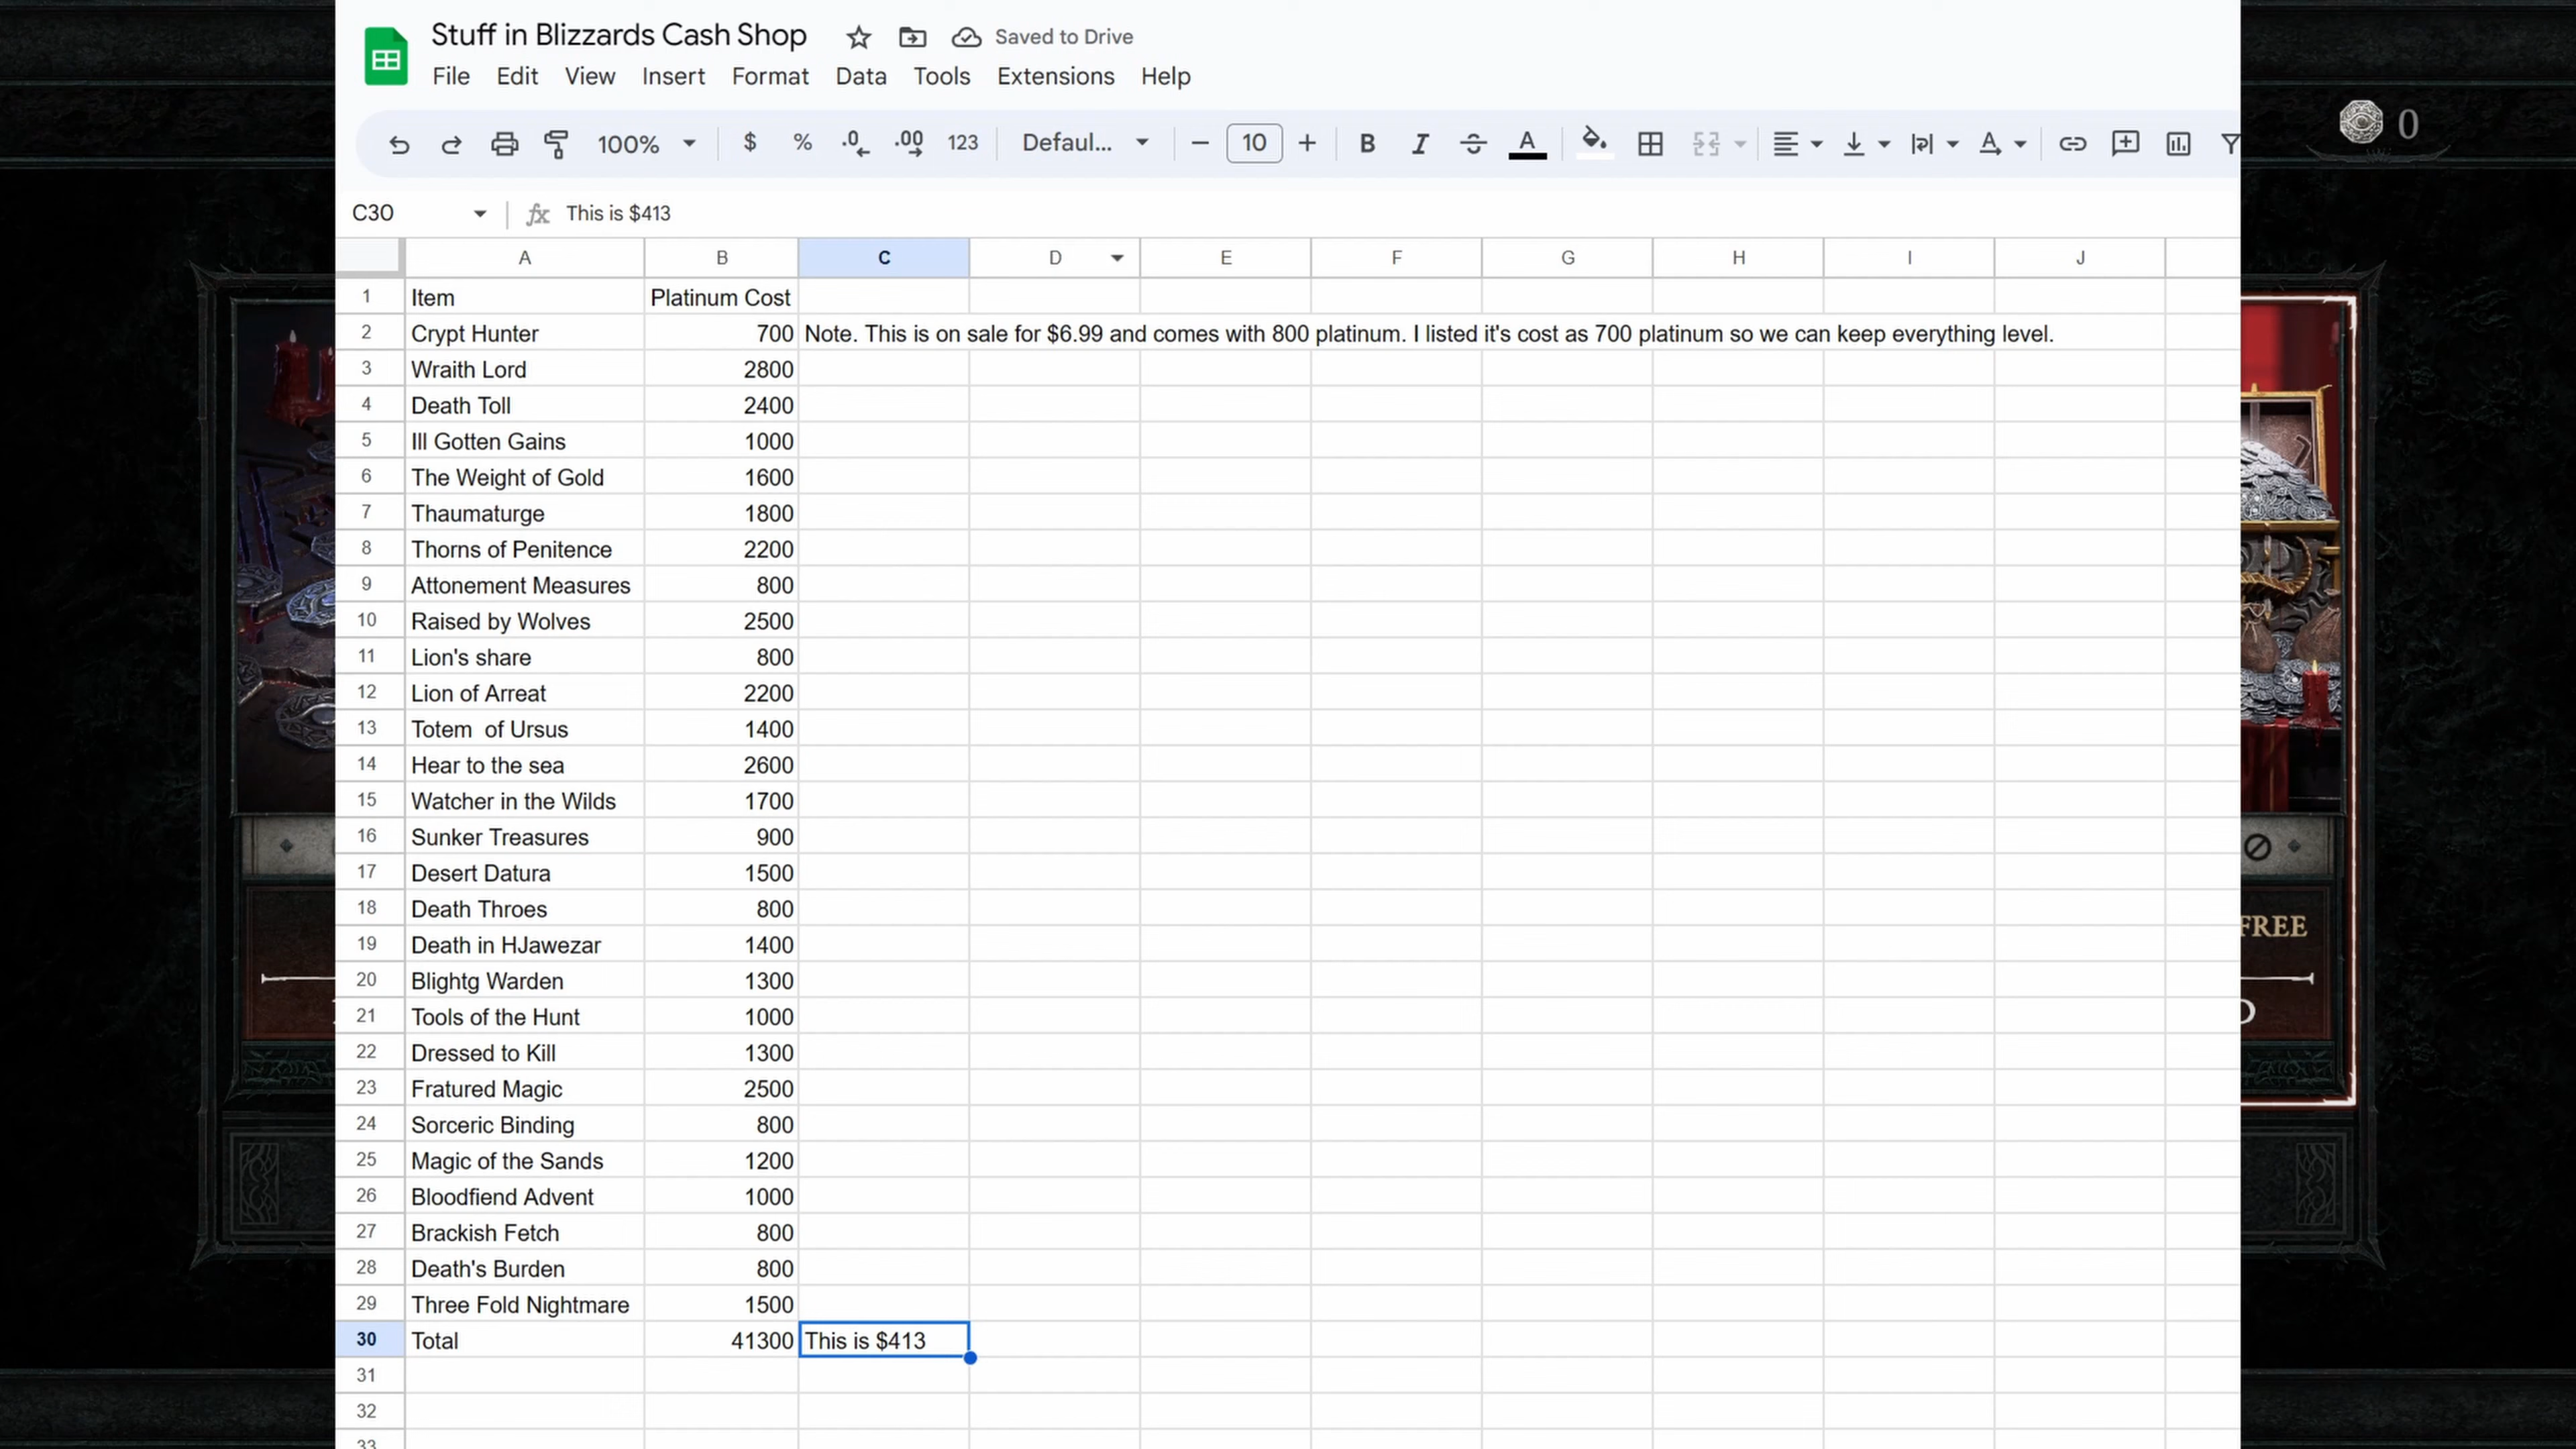 Stuff in Blizzards Cash Shop Saved to Drive
File Edit View Insert Format Data Tools Extensions Help
100% $ % .0 .00 123 Defaul... 10 B I A A
0
C30 fx This is $413
A B C D E F G H I J
1 Item Platinum Cost
2 Crypt Hunter 700 Note. This is on sale for $6.99 and comes with 800 platinum. I listed it's cost as 700 platinum so we can keep everything level.
3 Wraith Lord 2800
4 Death Toll 2400
5 Ill Gotten Gains 1000
6 The Weight of Gold 1600
7 Thaumaturge 1800
8 Thorns of Penitence 2200
9 Attonement Measures 800
10 Raised by Wolves 2500
11 Lion's share 800
12 Lion of Arreat 2200
13 Totem  of Ursus 1400
14 Hear to the sea 2600
15 Watcher in the Wilds 1700
16 Sunker Treasures 900
17 Desert Datura 1500
18 Death Throes 800
FREE
19 Death in HJawezar 1400
20 Blightg Warden 1300
21 Tools of the Hunt 1000
22 Dressed to Kill 1300
23 Fratured Magic 2500
24 Sorceric Binding 800
25 Magic of the Sands 1200
26 Bloodfiend Advent 1000
27 Brackish Fetch 800
28 Death's Burden 800
29 Three Fold Nightmare 1500
30 Total 41300 This is $413
31
32
33